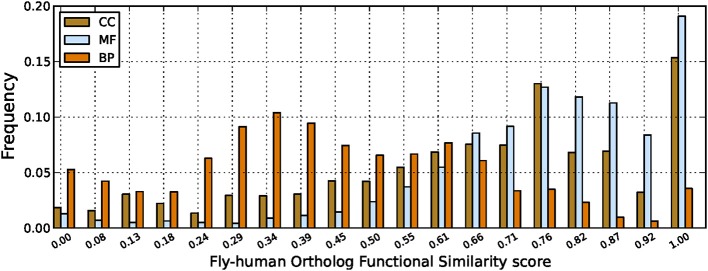 0.20
0.15
0.10
0.05
0.00
Frequency
CC
MF
BP
0.00 0.08 0.13 0.18 0.24 0.29 0.34 0.39 0.45 0.50 0.55 0.61 0.66 0.71 0.76 0.82 0.87 0.92 1.00
Fly-human Ortholog Functional Similarity score